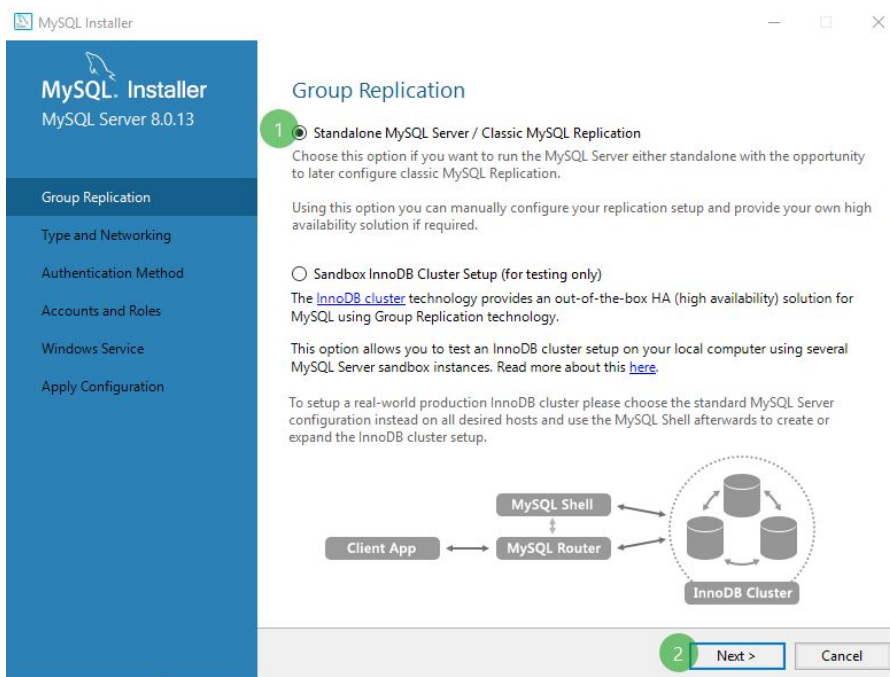 MySQL Installer
MySQL. Installer
MySQL Server 8.0.13
Group Replication
Type and Networking
Authentication Method
Accounts and Roles
Windows Service
Apply Configuration
Group Replication
1
Standalone MySQL Server / Classic MySQL Replication
Choose this option if you want to run the MySQL Server either standalone with the opportunity
to later configure classic MySQL Replication.
Using this option you can manually configure your replication setup and provide your own high
availability solution if required.
Sandbox InnoDB Cluster Setup (for testing only)
The InnoDB cluster technology provides an out-of-the-box HA (high availability) solution for
MySQL using Group Replication technology.
This option allows you to test an InnoDB cluster setup on your local computer using several
MySQL Server sandbox instances. Read more about this here.
To setup a real-world production InnoDB cluster please choose the standard MySQL Server
configuration instead on all desired hosts and use the MySQL Shell afterwards to create or
expand the InnoDB cluster setup.
MySQL Shell
Client App
MySQL Router
InnoDB Cluster
2
Next >
Cancel